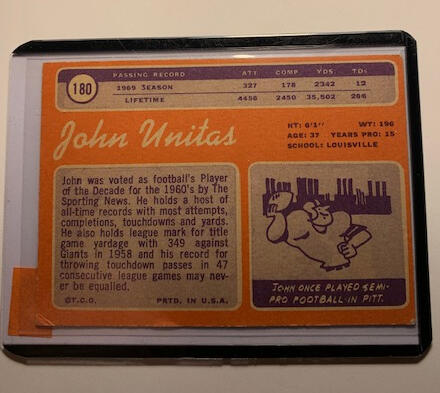 180
PASSING RECORD ATT COMP YDS TDs
1969 SEASON 327 178 2342 12
LIFETIME 4456 2450 35,502 266
John Unitas
HT: 6'1" WT: 196
AGE: 37 YEARS PRO: 15
SCHOOL: LOUISVILLE
John was voted as football's Player
of the Decade for the 1960's by The
Sporting News. He holds a host of
all-time records with most attempts,
completions, touchdowns and yards.
He also holds league mark for title
game yardage with 349 against
Giants in 1958 and his record for
throwing touchdown passes in 47
consecutive league games may nev-
er be equalled.
©T.C.G. PRTD. IN U.S.A.
JOHN ONCE PLAYED SEMI-
PRO FOOTBALL IN PITT.